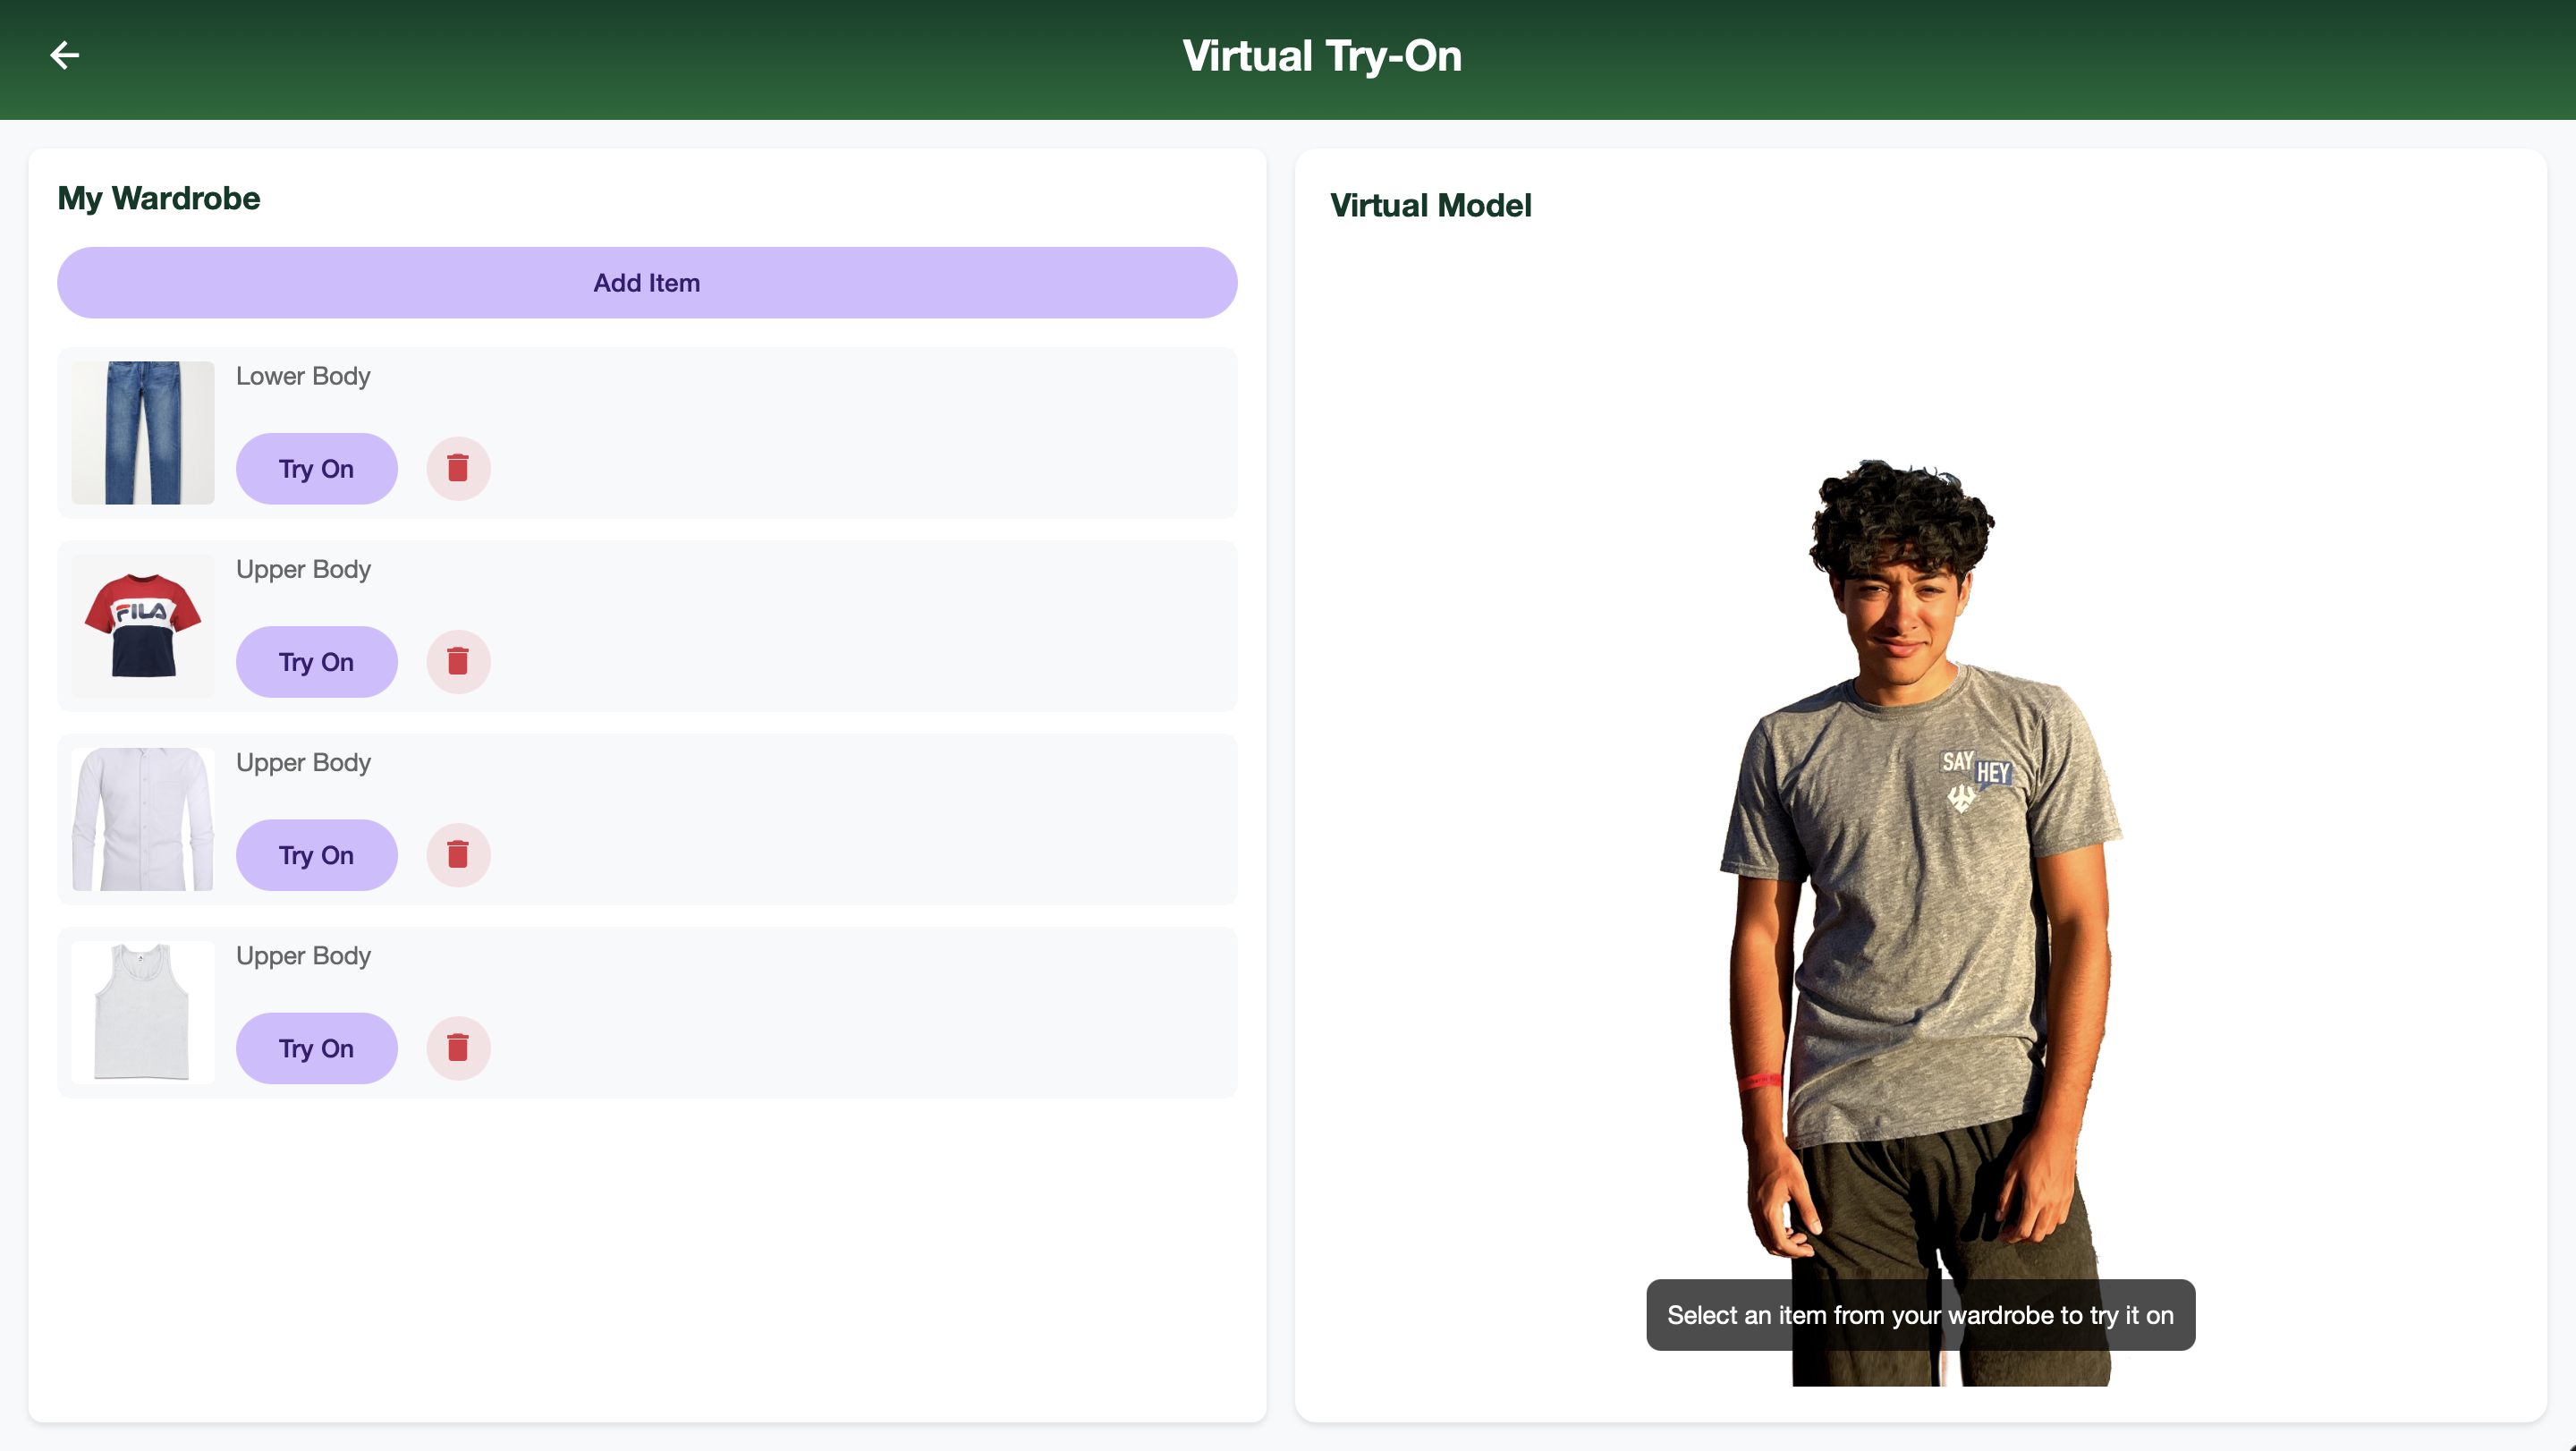 Virtual Try-On
My Wardrobe
Add Item
Lower Body
Try On
Upper Body
FILA
Try On
Upper Body
Try On
Upper Body
Try On
Virtual Model
SAY
HEY
Select an item from your wardrobe to try it on